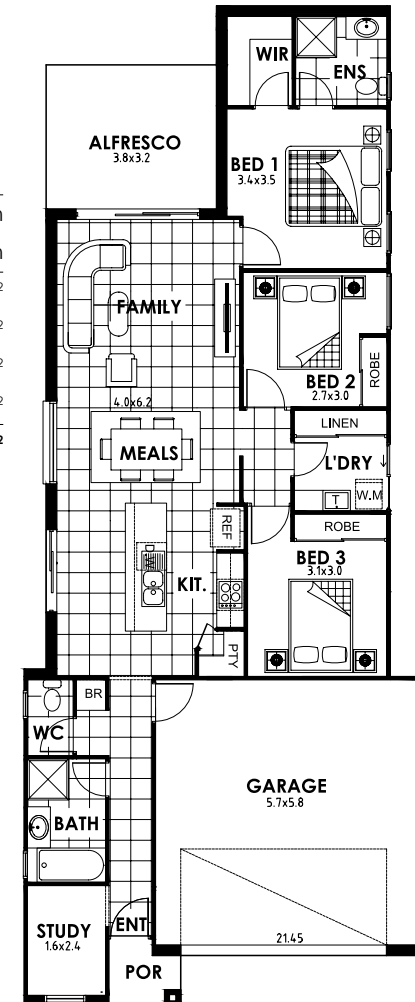 WIR
ENS
ALFRESCO
3.8x3.2
BED 1
3.4x3.5
FAMILY
4.0x6.2
BED 2
2.7x3.0
ROBE
LINEN
MEALS
L'DRY
T
W.M
REF
ROBE
D.W
KIT.
BED 3
3.1x3.0
PTY
BR
WC
GARAGE
5.7x5.8
BATH
STUDY
1.6x2.4
ENT
21.45
POR